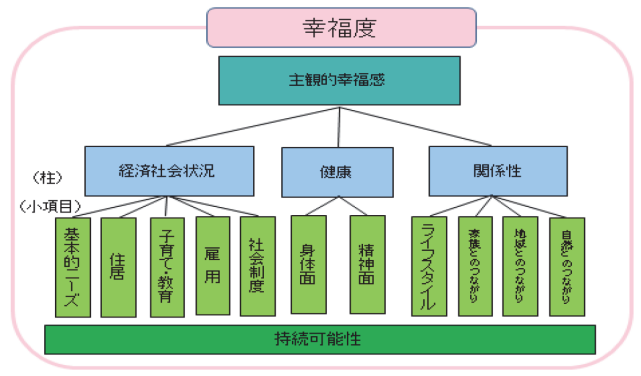 幸福度
主観的幸福感
経済社会状況
健康
関係性
〈柱〉
〈小項目〉
基本的ニーズ
住居
子育て・教育
雇用
社会制度
身体面
精神面
ライフスタイル
家族とのつながり
地域とのつながり
自然とのつながり
持続可能性